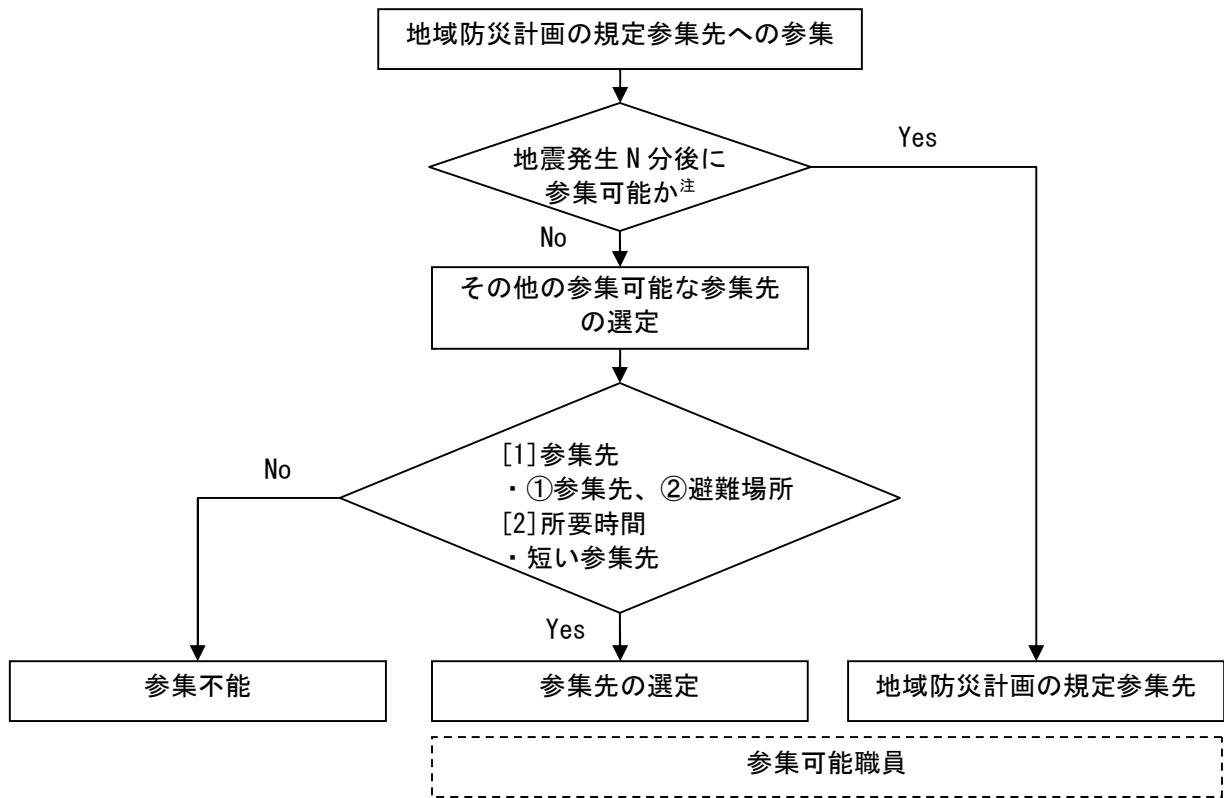 地域防災計画の規定参集先への参集
地震発生 N 分後に
参集可能か注
Yes
No
その他の参集可能な参集先
の選定
[1]参集先
・①参集先、②避難場所
[2]所要時間
・短い参集先
No
Yes
参集不能
参集先の選定
地域防災計画の規定参集先
参集可能職員